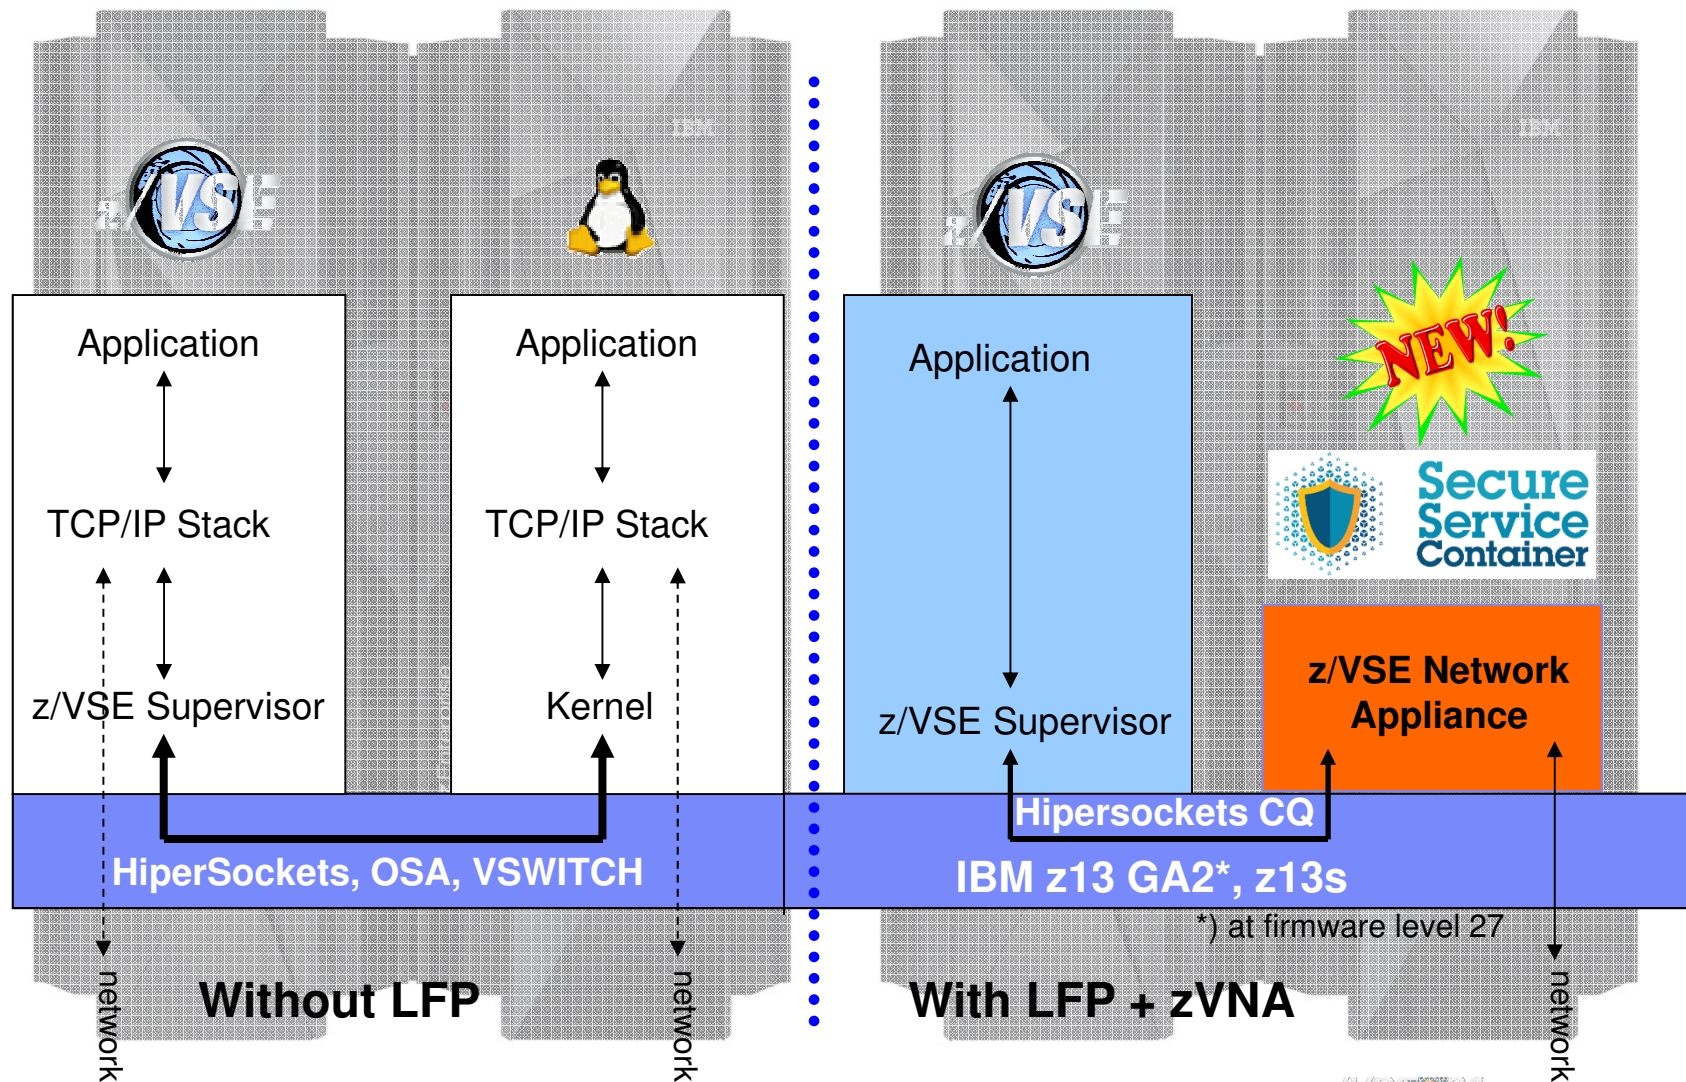 IBM
IBM
z/VSE
z/VSE
Application
Application
Application
NEW!
Secure
Service
Container
TCP/IP Stack
TCP/IP Stack
z/VSE Supervisor
Kernel
z/VSE Supervisor
z/VSE Network
Appliance
Hipersockets CQ
HiperSockets, OSA, VSWITCH
IBM z13 GA2*, z13s
*) at firmware level 27
network
Without LFP
network
With LFP + zVNA
network